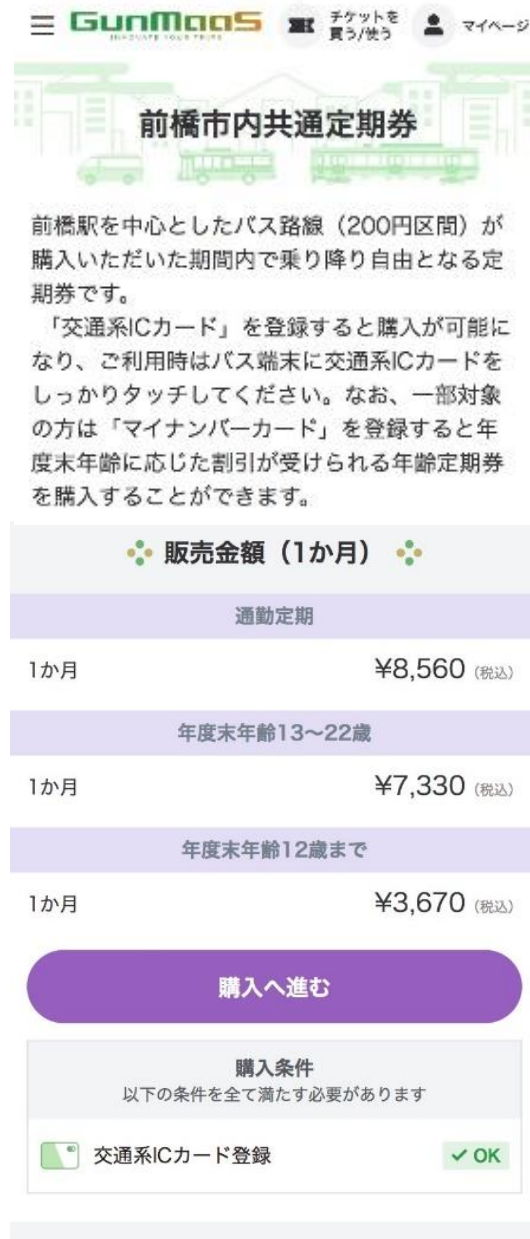 GunMaaS
INNOVATE YOUR TRIPS
チケットを
買う/使う
マイページ
前橋市内共通定期券
前橋駅を中心としたバス路線（200円区間）が
購入いただいた期間内で乗り降り自由となる定
期券です。
「交通系ICカード」を登録すると購入が可能に
なり、ご利用時はバス端末に交通系ICカードを
しっかりタッチしてください。なお、一部対象
の方は「マイナンバーカード」を登録すると年
度末年齢に応じた割引が受けられる年齢定期券
を購入することができます。
販売金額（1か月）
通勤定期
1か月 ¥8,560（税込）
年度末年齢13〜22歳
1か月 ¥7,330（税込）
年度末年齢12歳まで
1か月 ¥3,670（税込）
購入へ進む
購入条件
以下の条件を全て満たす必要があります
交通系ICカード登録 OK